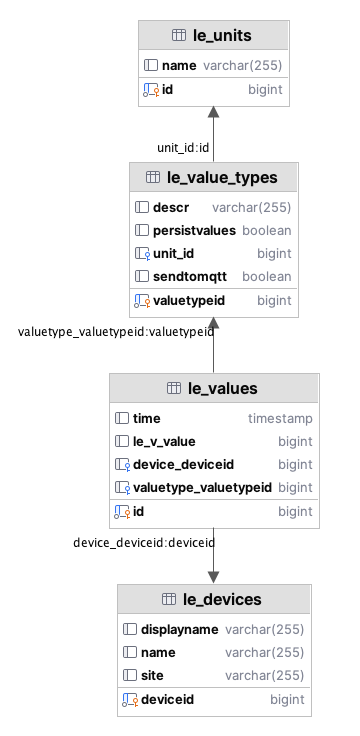 le_units
name varchar(255)
id bigint
unit_id:id
le_value_types
descr varchar(255)
persistvalues boolean
unit_id bigint
sendtomqtt boolean
valuetypeid bigint
valuetype_valuetypeid:valuetypeid
le_values
time timestamp
le_v_value bigint
device_deviceid bigint
valuetype_valuetypeid bigint
id bigint
device_deviceid:deviceid
le_devices
displayname varchar(255)
name varchar(255)
site varchar(255)
deviceid bigint